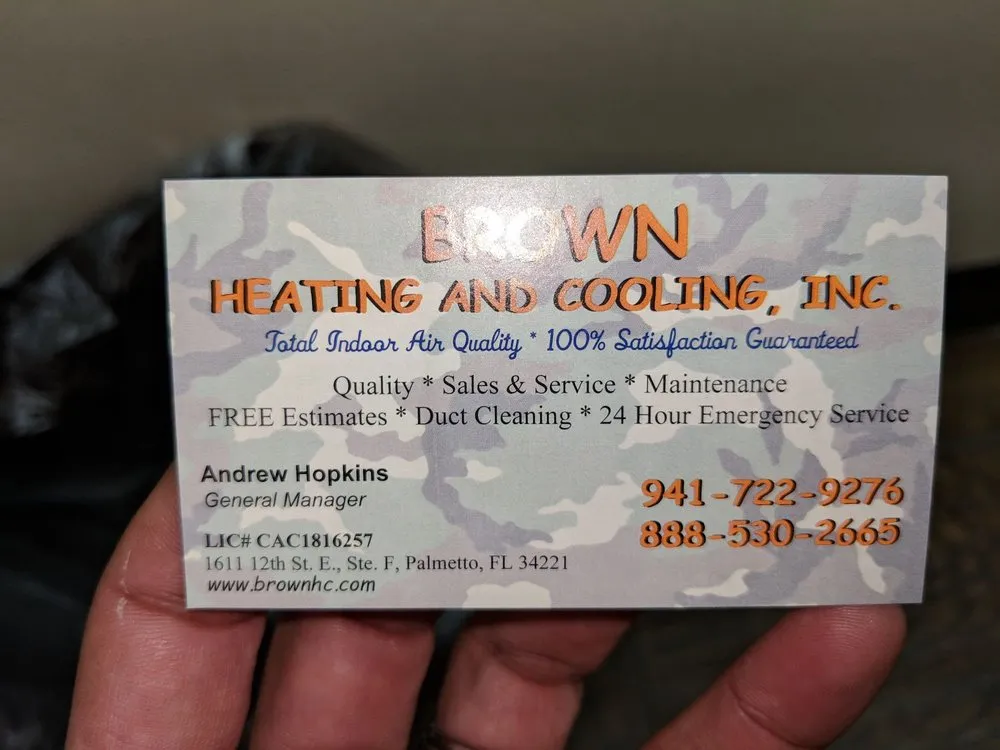 BROWN
HEATING AND COOLING, INC.
Total Indoor Air Quality * 100% Satisfaction Guaranteed
Quality * Sales & Service * Maintenance
FREE Estimates * Duct Cleaning * 24 Hour Emergency Service
Andrew Hopkins
General Manager
LIC# CAC1816257
1611 12th St. E., Ste. F, Palmetto, FL 34221
www.brownhc.com
941-722-9276
888-530-2665